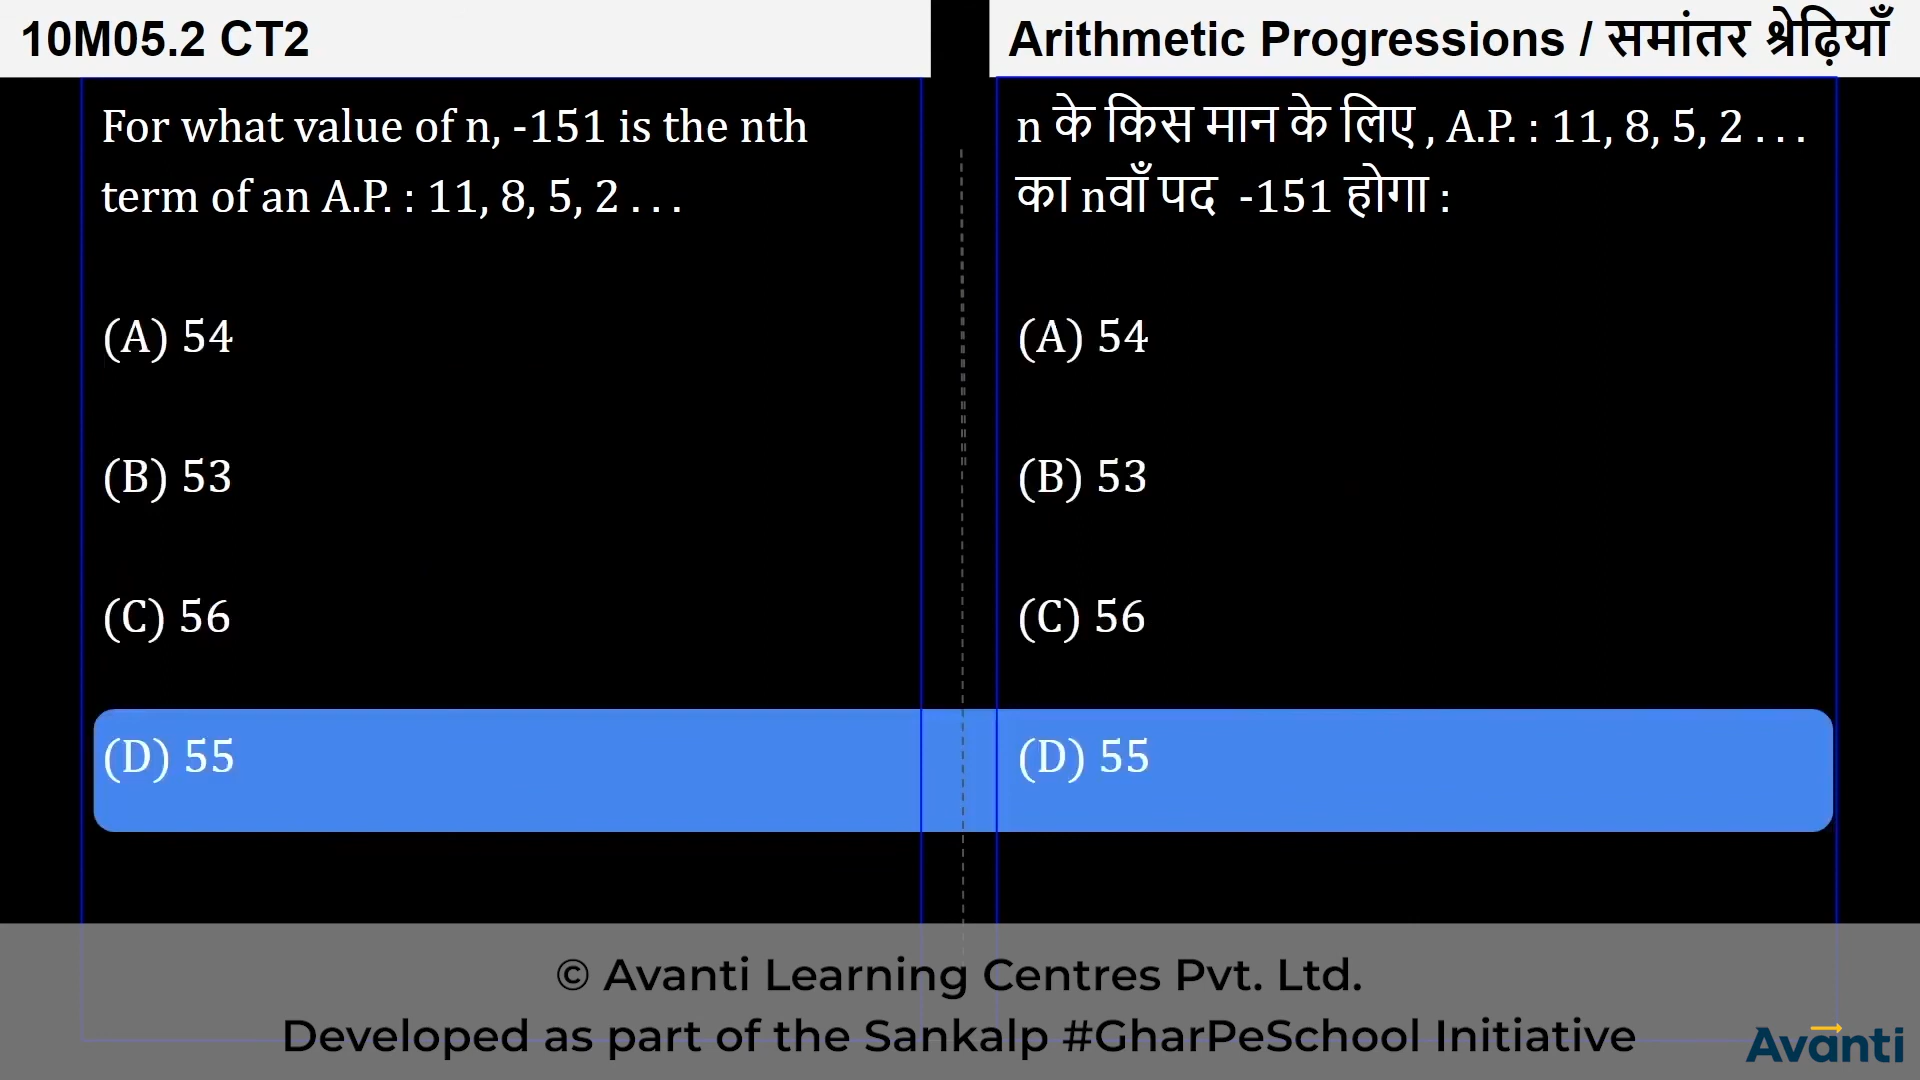 10M05.2 CT2
Arithmetic Progressions / समांतर श्रेढ़ियाँ
For what value of n, -151 is the nth
term of an A.P. : 11, 8, 5, 2 . . .
(A) 54
(B) 53
(C) 56
(D) 55
n के किस मान के लिए , A.P. : 11, 8, 5, 2 . . .
का nवाँ पद -151 होगा :
(A) 54
(B) 53
(C) 56
(D) 55
© Avanti Learning Centres Pvt. Ltd.
Developed as part of the Sankalp #GharPeSchool Initiative
Avanti